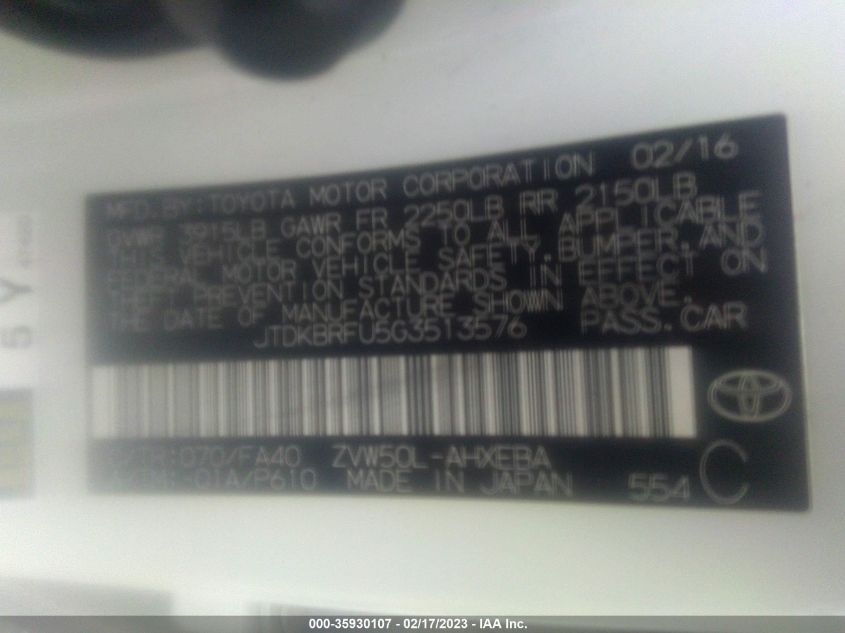 MFD.BY:TOYOTA MOTOR CORPORATION 02/16
GVWR 3915LB GAWR FR 2250LB RR 2150LB
THIS VEHICLE CONFORMS TO ALL APPLICABLE
FEDERAL MOTOR VEHICLE SAFETY, BUMPER, AND
THEFT PREVENTION STANDARDS IN EFFECT ON
THE DATE OF MANUFACTURE SHOWN ABOVE.
JTDKBRFU5G3513576 PASS.CAR
C/TR:070/FA40 ZVW50L-AHXEBA
A/TM:-01A/P610 MADE IN JAPAN 554 C
5 Y
000-35930107 - 02/17/2023 - IAA Inc.